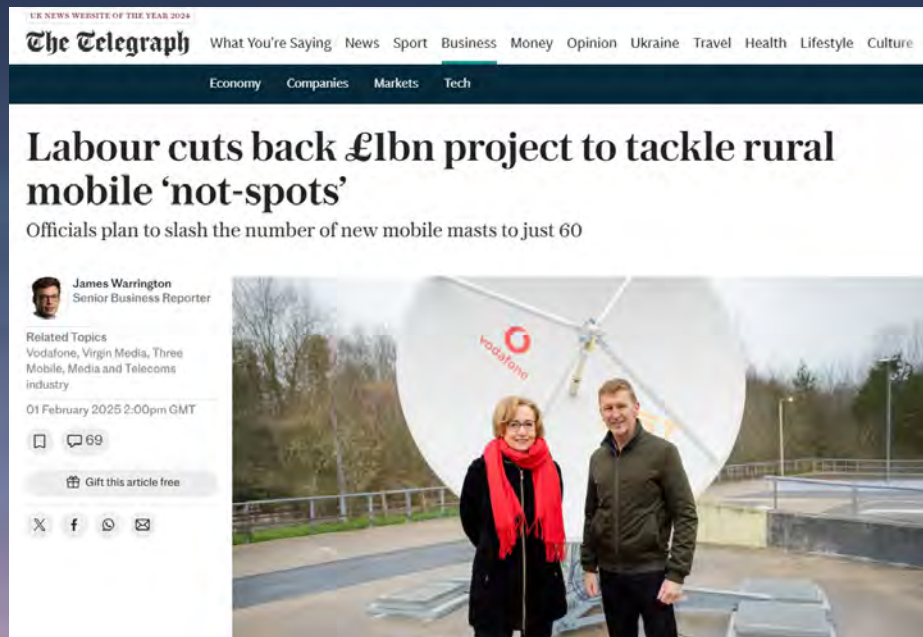 UK NEWS WEBSITE OF THE YEAR 2024
The Telegraph
What You're Saying News Sport Business Money Opinion Ukraine Travel Health Lifestyle Culture
Economy Companies Markets Tech
Labour cuts back £1bn project to tackle rural
mobile ‘not-spots’
Officials plan to slash the number of new mobile masts to just 60
James Warrington
Senior Business Reporter
Related Topics
Vodafone, Virgin Media, Three
Mobile, Media and Telecoms
industry
01 February 2025 2:00pm GMT
69
Gift this article free
vodafone